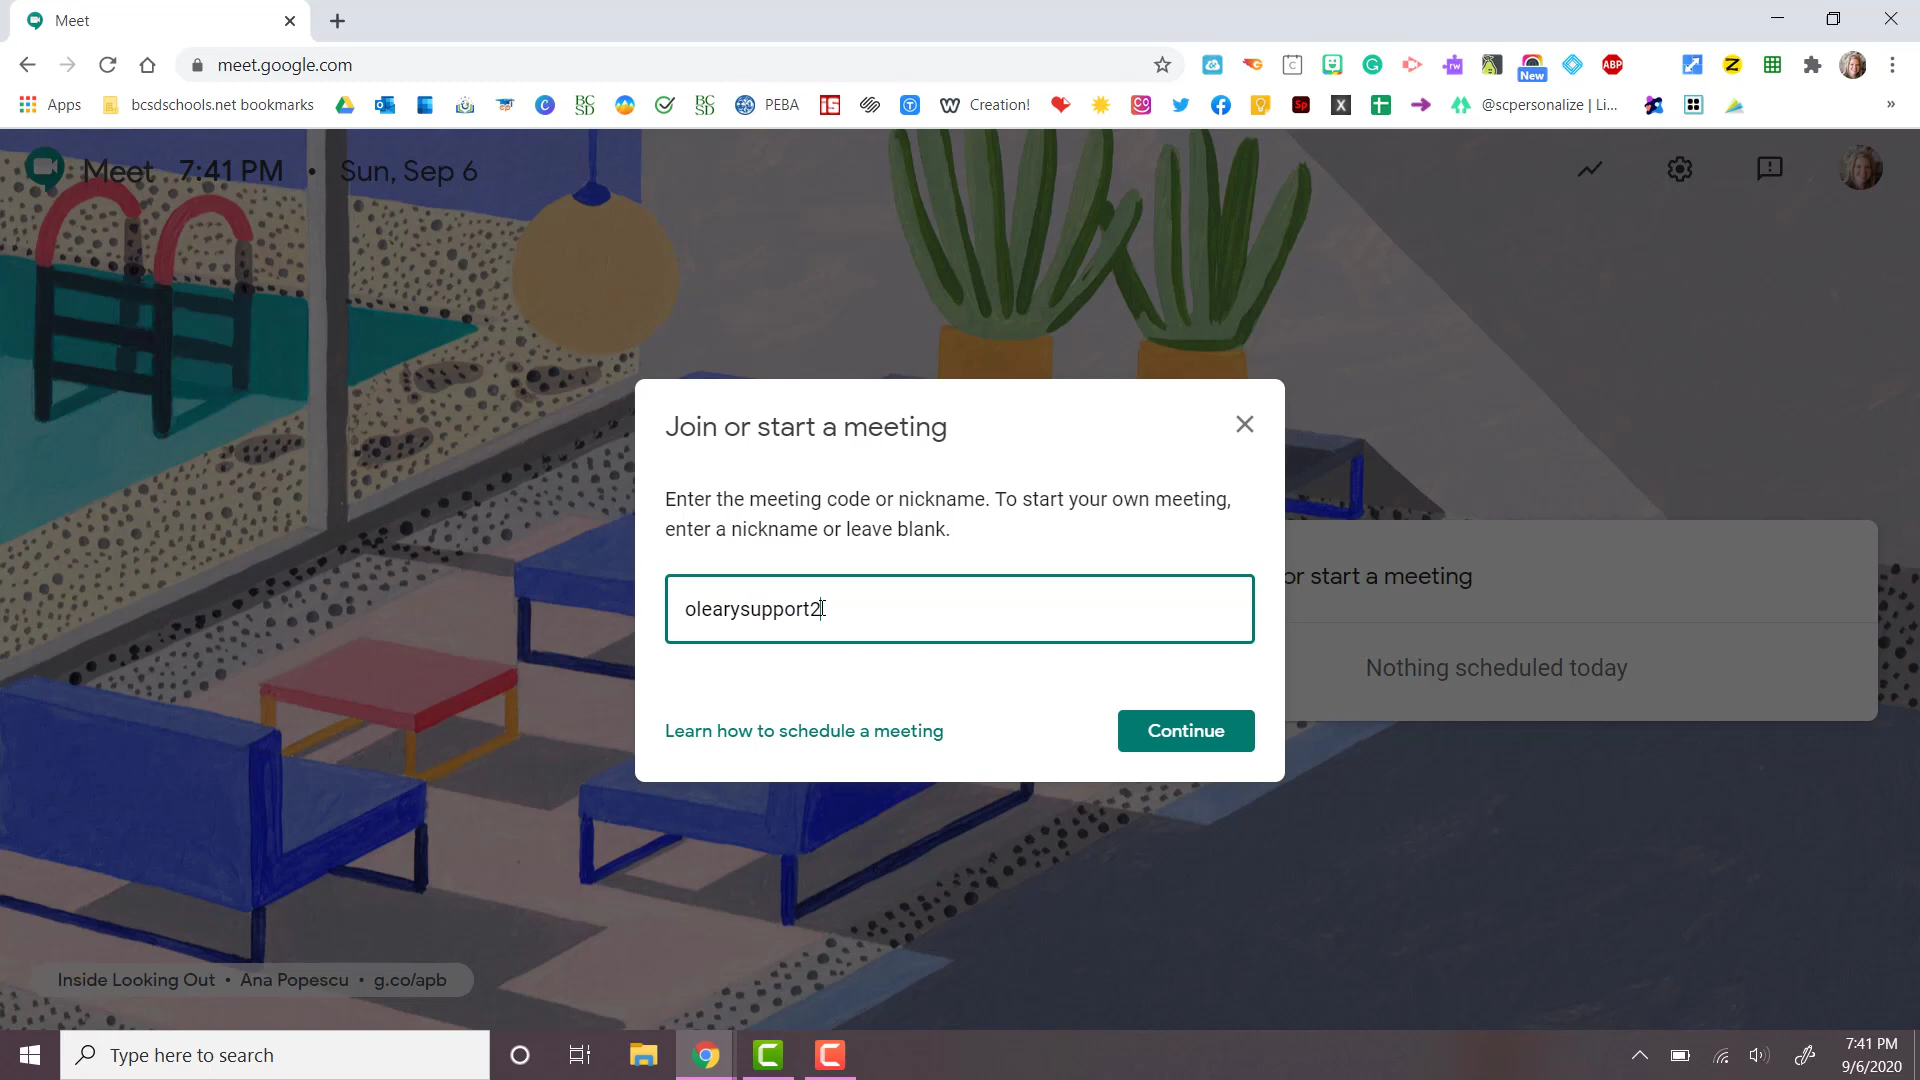 Meet
meet.google.com
New
ABP
Apps
bcsdschools.net bookmarks
PEBA
Creation!
@scpersonalize | Li...
»
Meet 7:41 PM • Sun, Sep 6
Join or start a meeting
Enter the meeting code or nickname. To start your own meeting,
enter a nickname or leave blank.
olearysupport2
or start a meeting
Nothing scheduled today
Learn how to schedule a meeting
Continue
Inside Looking Out • Ana Popescu • g.co/apb
Type here to search
7:41 PM
9/6/2020